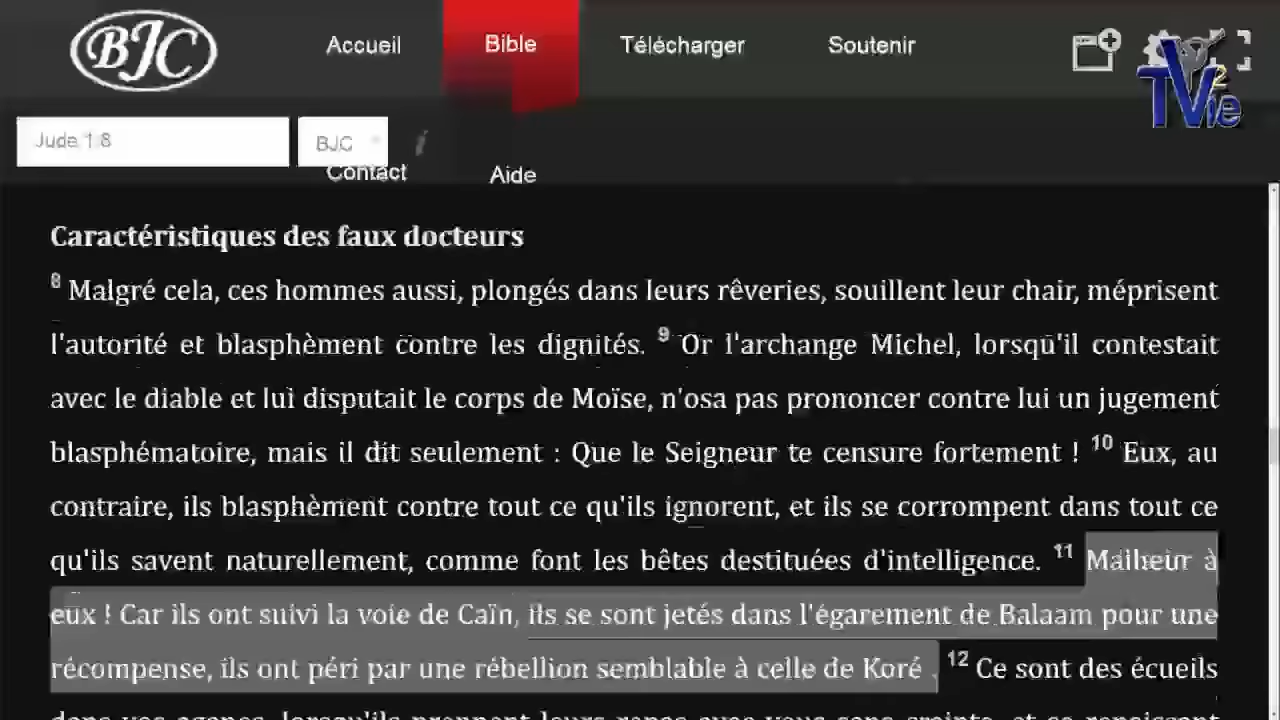 BJC Accueil Bible Télécharger Soutenir
TV2Vie
Jude 1:8 BJC i
Contact Aide
Caractéristiques des faux docteurs
8 Malgré cela, ces hommes aussi, plongés dans leurs rêveries, souillent leur chair, méprisent
l'autorité et blasphèment contre les dignités. 9 Or l'archange Michel, lorsqu'il contestait
avec le diable et lui disputait le corps de Moïse, n'osa pas prononcer contre lui un jugement
blasphématoire, mais il dit seulement : Que le Seigneur te censure fortement ! 10 Eux, au
contraire, ils blasphèment contre tout ce qu'ils ignorent, et ils se corrompent dans tout ce
qu'ils savent naturellement, comme font les bêtes destituées d'intelligence. 11 Malheur à
eux ! Car ils ont suivi la voie de Caïn, ils se sont jetés dans l'égarement de Balaam pour une
récompense, ils ont péri par une rébellion semblable à celle de Koré . 12 Ce sont des écueils